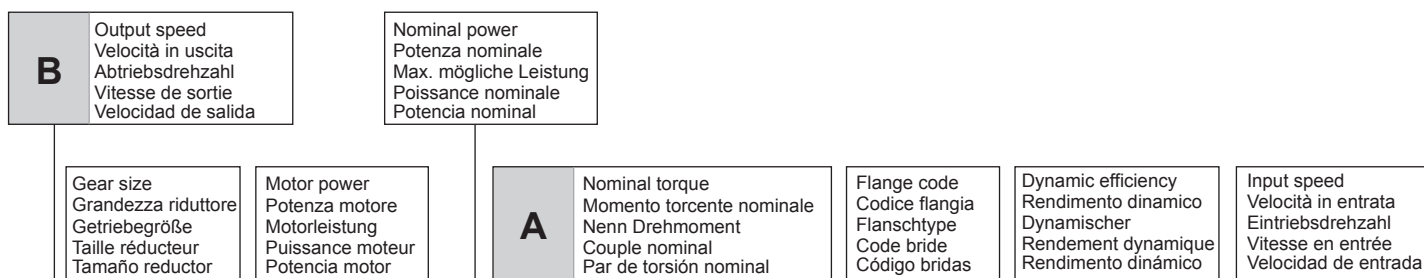 B
Output speed
Velocità in uscita
Abtriebsdrehzahl
Vitesse de sortie
Velocidad de salida
Nominal power
Potenza nominale
Max. mögliche Leistung
Poissance nominale
Potencia nominal
Gear size
Grandezza riduttore
Getriebegröße
Taille réducteur
Tamaño reductor
Motor power
Potenza motore
Motorleistung
Puissance moteur
Potencia motor
A
Nominal torque
Momento torcente nominale
Nenn Drehmoment
Couple nominal
Par de torsión nominal
Flange code
Codice flangia
Flanschtype
Code bride
Código bridas
Dynamic efficiency
Rendimento dinamico
Dynamischer
Rendement dynamique
Rendimento dinámico
Input speed
Velocità in entrata
Eintriebsdrehzahl
Vitesse en entrée
Velocidad de entrada